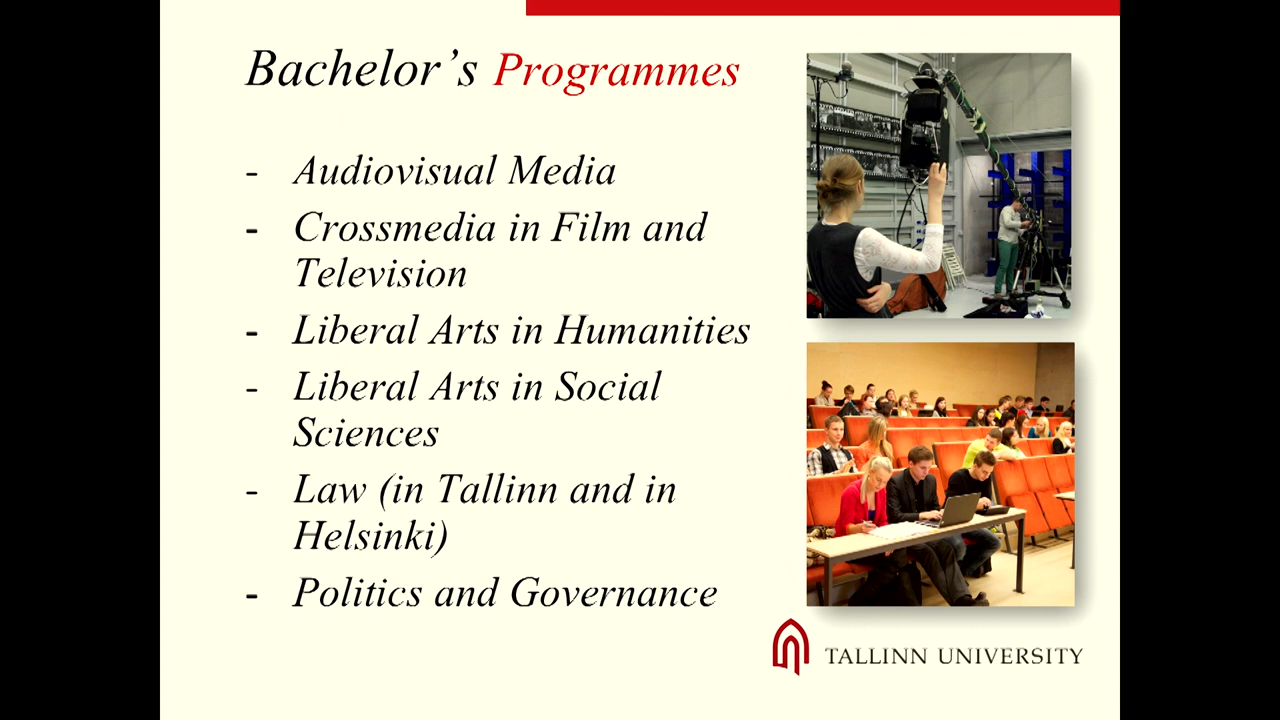 Bachelor's Programmes
- Audiovisual Media
- Crossmedia in Film and
Television
- Liberal Arts in Humanities
- Liberal Arts in Social
Sciences
- Law (in Tallinn and in
Helsinki)
- Politics and Governance
TALLINN UNIVERSITY